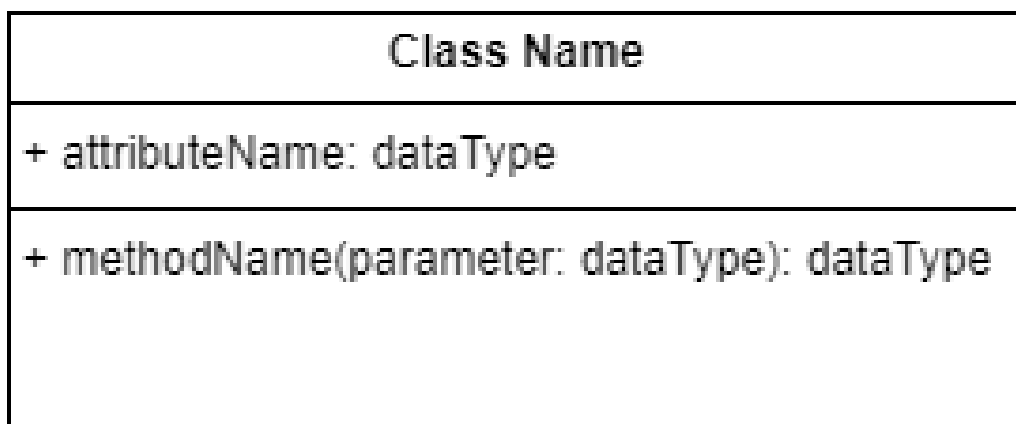 Class Name
+ attributeName: dataType
+ methodName(parameter: dataType): dataType